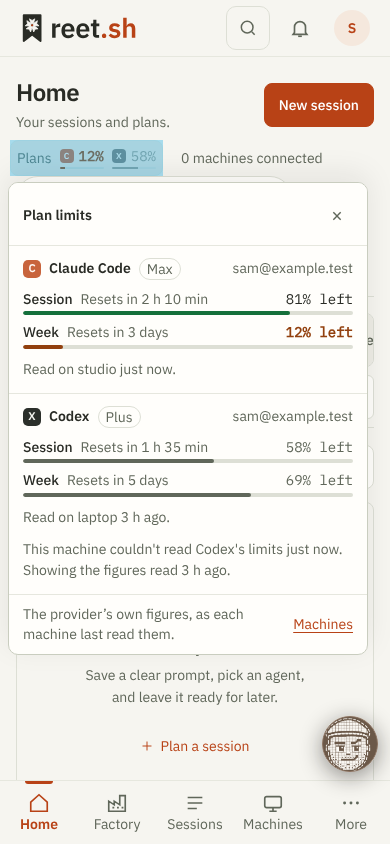 reet.sh
S
Home
Your sessions and plans.
New session
Plans C 12% X 58%
0 machines connected
Plan limits
×
C Claude Code Max sam@example.test
Session Resets in 2 h 10 min 81% left
Week Resets in 3 days 12% left
Read on studio just now.
X Codex Plus sam@example.test
Session Resets in 1 h 35 min 58% left
Week Resets in 5 days 69% left
Read on laptop 3 h ago.
This machine couldn't read Codex's limits just now.
Showing the figures read 3 h ago.
The provider’s own figures, as each
machine last read them.
Machines
Save a clear prompt, pick an agent,
and leave it ready for later.
+ Plan a session
Home
Factory
Sessions
Machines
More